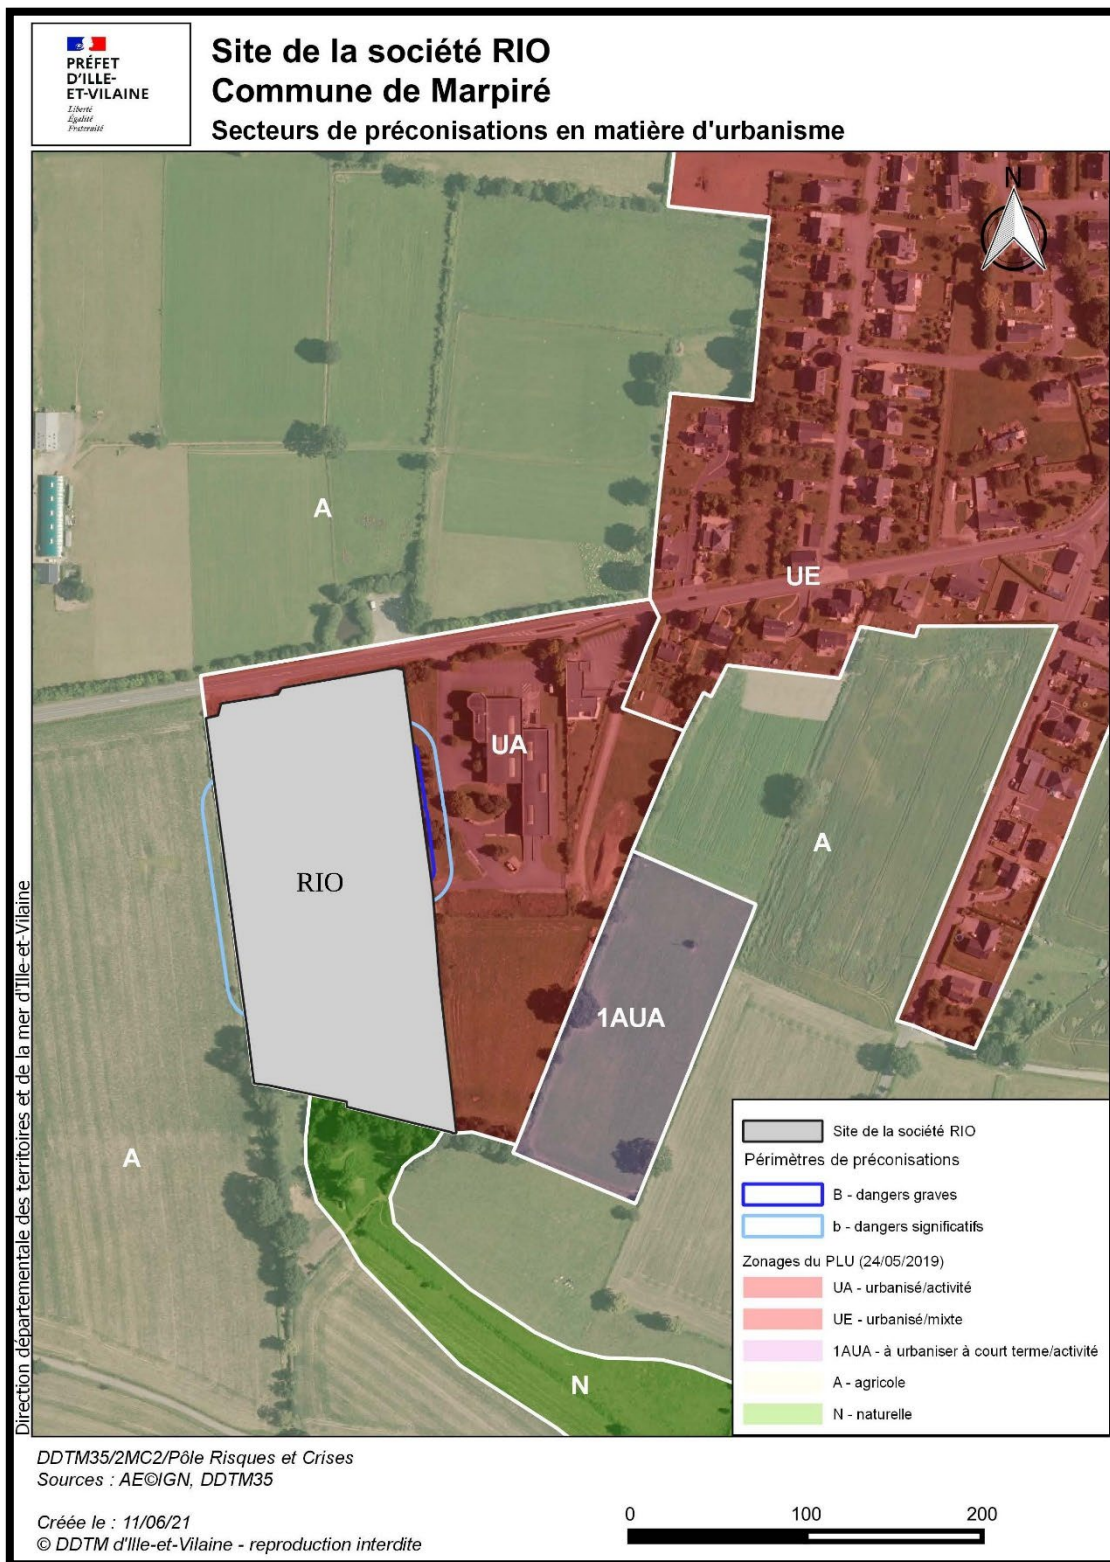 PRÉFET
D'ILLE-
ET-VILAINE
Liberté
Égalité
Fraternité
Site de la société RIO
Commune de Marpiré
Secteurs de préconisations en matière d'urbanisme
N
A
UE
UA
A
RIO
1AUA
A
N
Site de la société RIO
Périmètres de préconisations
B - dangers graves
b - dangers significatifs
Zonages du PLU (24/05/2019)
UA - urbanisé/activité
UE - urbanisé/mixte
1AUA - à urbaniser à court terme/activité
A - agricole
N - naturelle
Direction départementale des territoires et de la mer d'Ille-et-Vilaine
DDTM35/2MC2/Pôle Risques et Crises
Sources : AE©IGN, DDTM35
Créée le : 11/06/21
© DDTM d'Ille-et-Vilaine - reproduction interdite
0 100 200